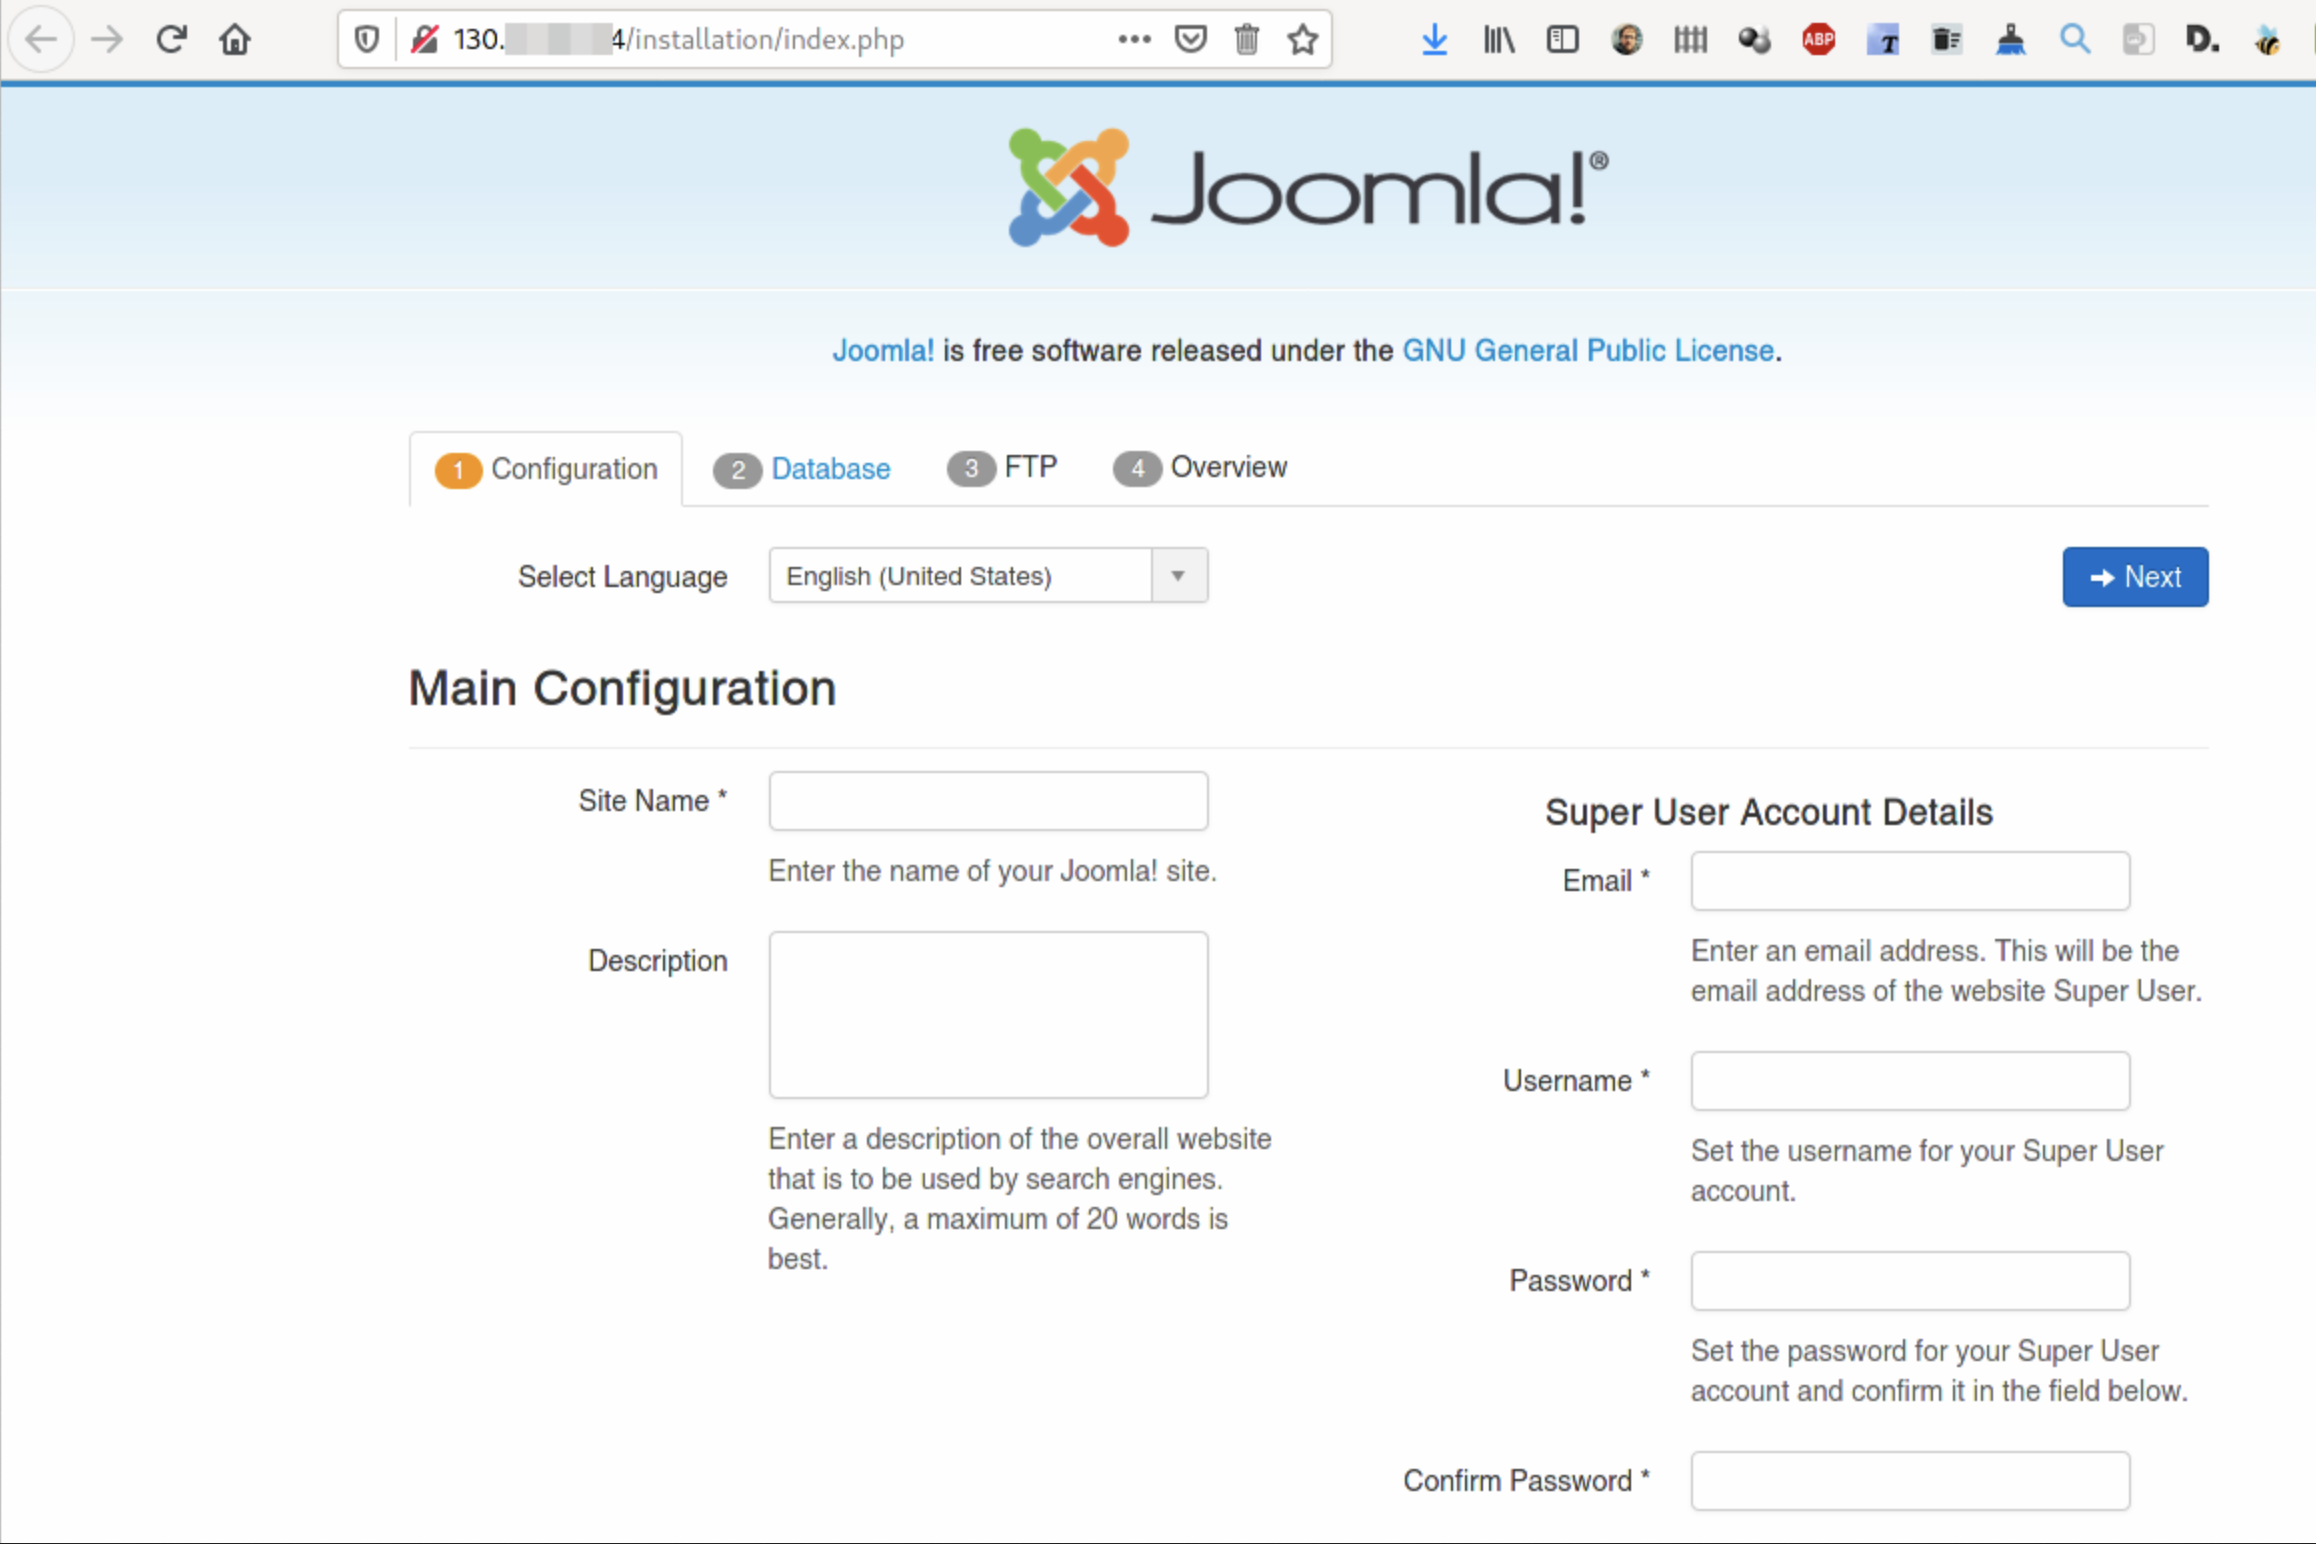 130. 4/installation/index.php
ABP
T
D.
Joomla!®
Joomla! is free software released under the GNU General Public License.
1 Configuration 2 Database 3 FTP 4 Overview
Select Language English (United States) Next
Main Configuration
Site Name *
Enter the name of your Joomla! site.
Description
Enter a description of the overall website
that is to be used by search engines.
Generally, a maximum of 20 words is
best.
Super User Account Details
Email *
Enter an email address. This will be the
email address of the website Super User.
Username *
Set the username for your Super User
account.
Password *
Set the password for your Super User
account and confirm it in the field below.
Confirm Password *